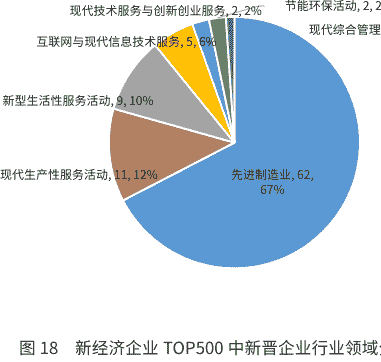 现代技术服务与创新创业服务, 2, 2%
节能环保活动, 2, 2
现代综合管理
互联网与现代信息技术服务, 5, 6%
新型生活性服务活动, 9, 10%
现代生产性服务活动, 11, 12%
先进制造业, 62,
67%
图 18 新经济企业 TOP500 中新晋企业行业领域